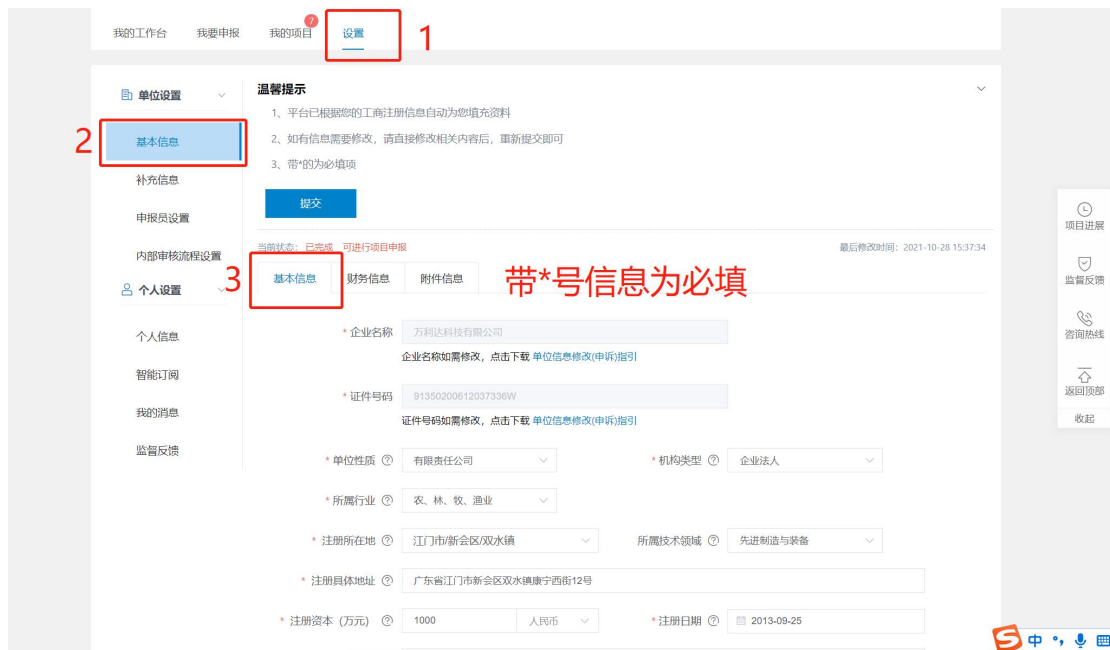 我的工作台 我要申报 我的项目 7 设置 1
单位设置
2 基本信息
补充信息
申报员设置
内部审核流程设置
个人设置
个人信息
智能订阅
我的消息
监督反馈
温馨提示
1、平台已根据您的工商注册信息自动为您填充资料
2、如有信息需要修改，请直接修改相关内容后，重新提交即可
3、带*的为必填项
提交
当前状态：已完成 可进行项目申报 最后修改时间：2021-10-28 15:37:34
3 基本信息 财务信息 附件信息 带*号信息为必填
* 企业名称 万利达科技有限公司
企业名称如需修改，点击下载 单位信息修改(申诉)指引
* 证件号码 91350200612037336W
证件号码如需修改，点击下载 单位信息修改(申诉)指引
* 单位性质 ? 有限责任公司 * 机构类型 ? 企业法人
* 所属行业 ? 农、林、牧、渔业
* 注册所在地 ? 江门市/新会区/双水镇 所属技术领域 ? 先进制造与装备
* 注册具体地址 ? 广东省江门市新会区双水镇康宁西街12号
* 注册资本（万元） ? 1000 人民币 * 注册日期 ? 2013-09-25
项目进展
监督反馈
咨询热线
返回顶部
收起
S 中 °,